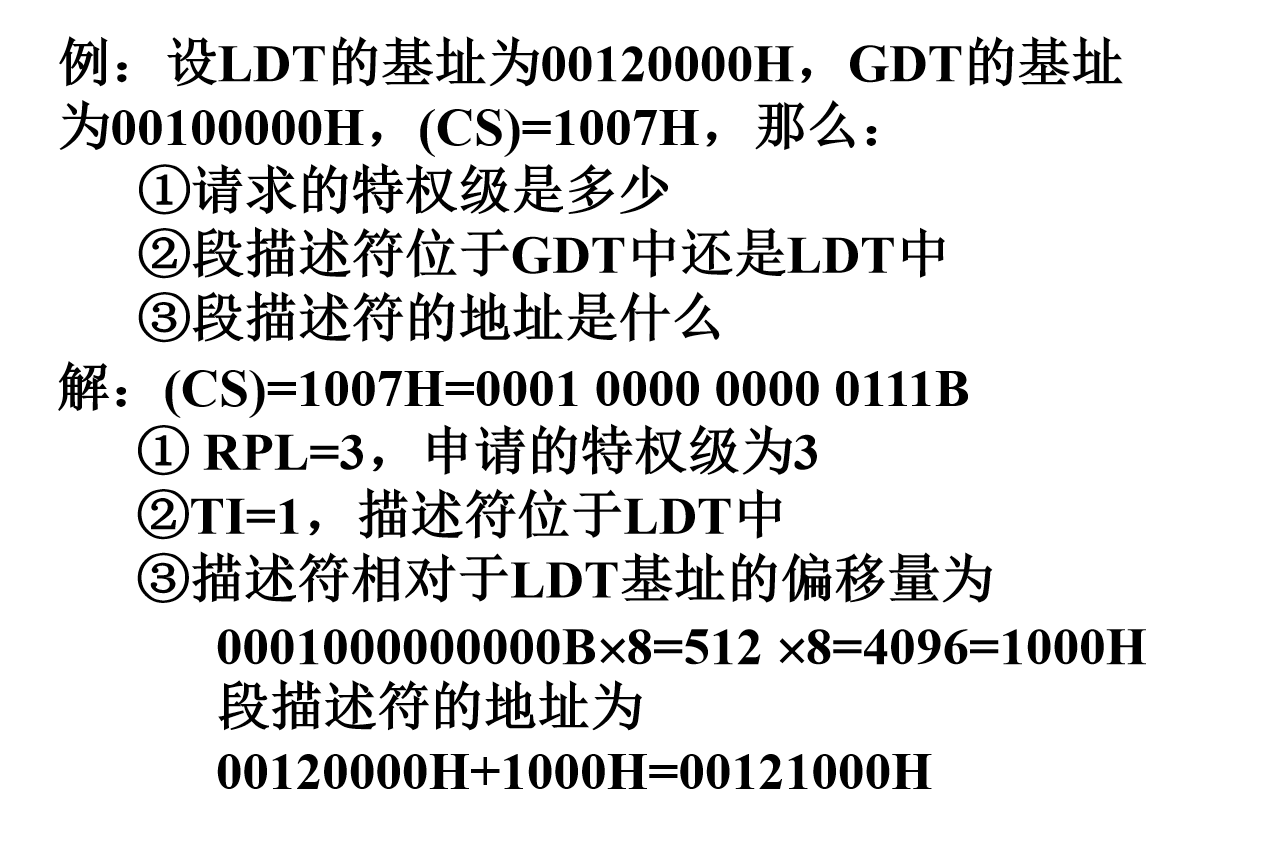 例：设LDT的基址为00120000H，GDT的基址
为00100000H，(CS)=1007H，那么：
①请求的特权级是多少
②段描述符位于GDT中还是LDT中
③段描述符的地址是什么
解：(CS)=1007H=0001 0000 0000 0111B
① RPL=3，申请的特权级为3
②TI=1，描述符位于LDT中
③描述符相对于LDT基址的偏移量为
0001000000000B×8=512 ×8=4096=1000H
段描述符的地址为
00120000H+1000H=00121000H